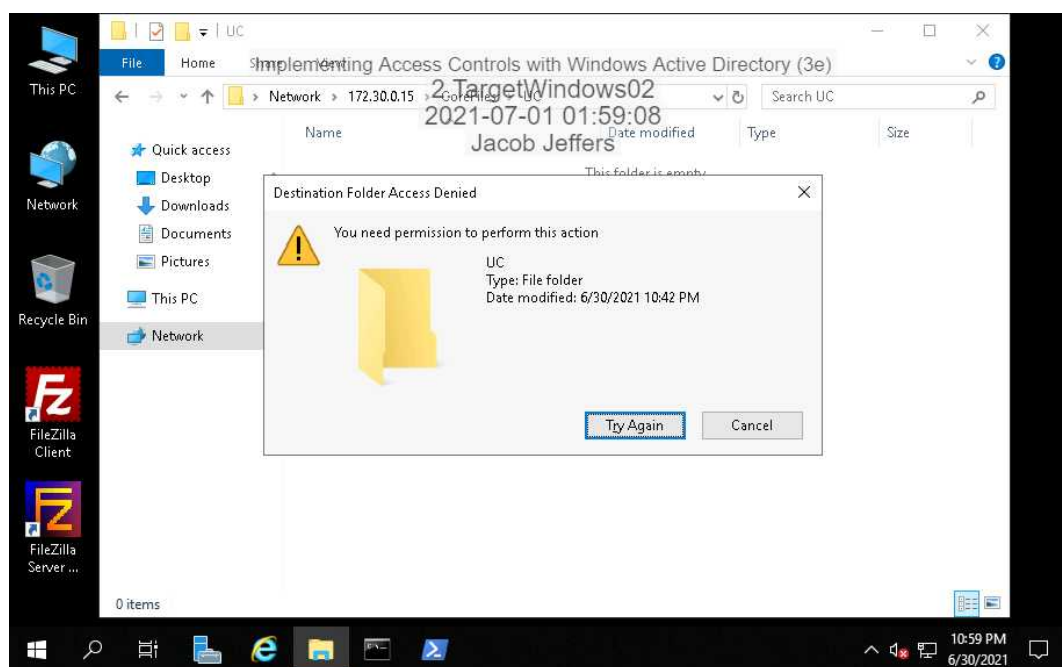 UC
File Home Share View
Implementing Access Controls with Windows Active Directory (3e)
2 TargetWindows02
2021-07-01 01:59:08
Jacob Jeffers
Network > 172.30.0.15 > CoreFiles > UC
Search UC
Name Date modified Type Size
This folder is empty.
Quick access
Desktop
Downloads
Documents
Pictures
This PC
Network
Destination Folder Access Denied
You need permission to perform this action
UC
Type: File folder
Date modified: 6/30/2021 10:42 PM
Try Again Cancel
0 items
This PC
Network
Recycle Bin
FileZilla
Client
FileZilla
Server ...
10:59 PM
6/30/2021